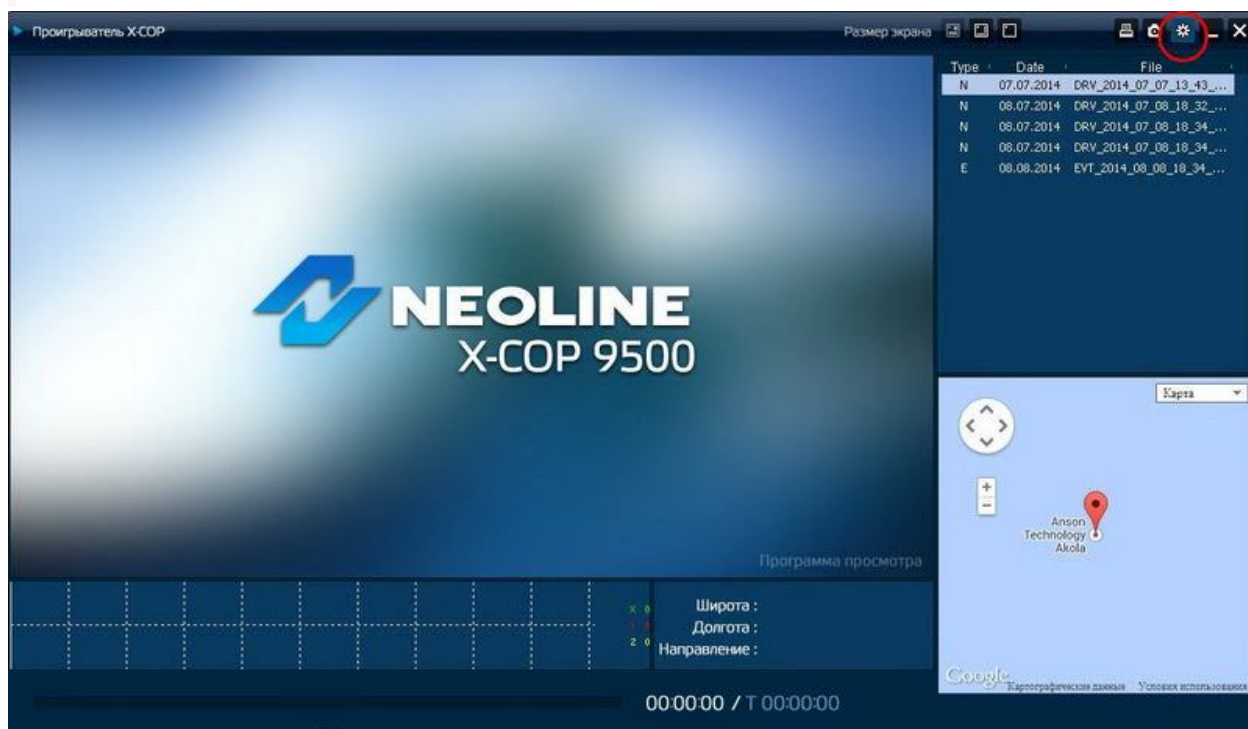 Проигрыватель X-COP
Размер экрана
Type Date File
N 07.07.2014 DRV_2014_07_07_13_43_...
N 08.07.2014 DRV_2014_07_08_18_32_...
N 08.07.2014 DRV_2014_07_08_18_34_...
N 08.07.2014 DRV_2014_07_08_18_34_...
E 08.08.2014 EVT_2014_08_08_18_34_...
NEOLINE
X-COP 9500
Программа просмотра
Карта
+
-
Anson
Technology
Akola
Google
Картографические данные Условия использования
X 0
Z 0
Широта :
Долгота :
Направление :
00:00:00 / T 00:00:00